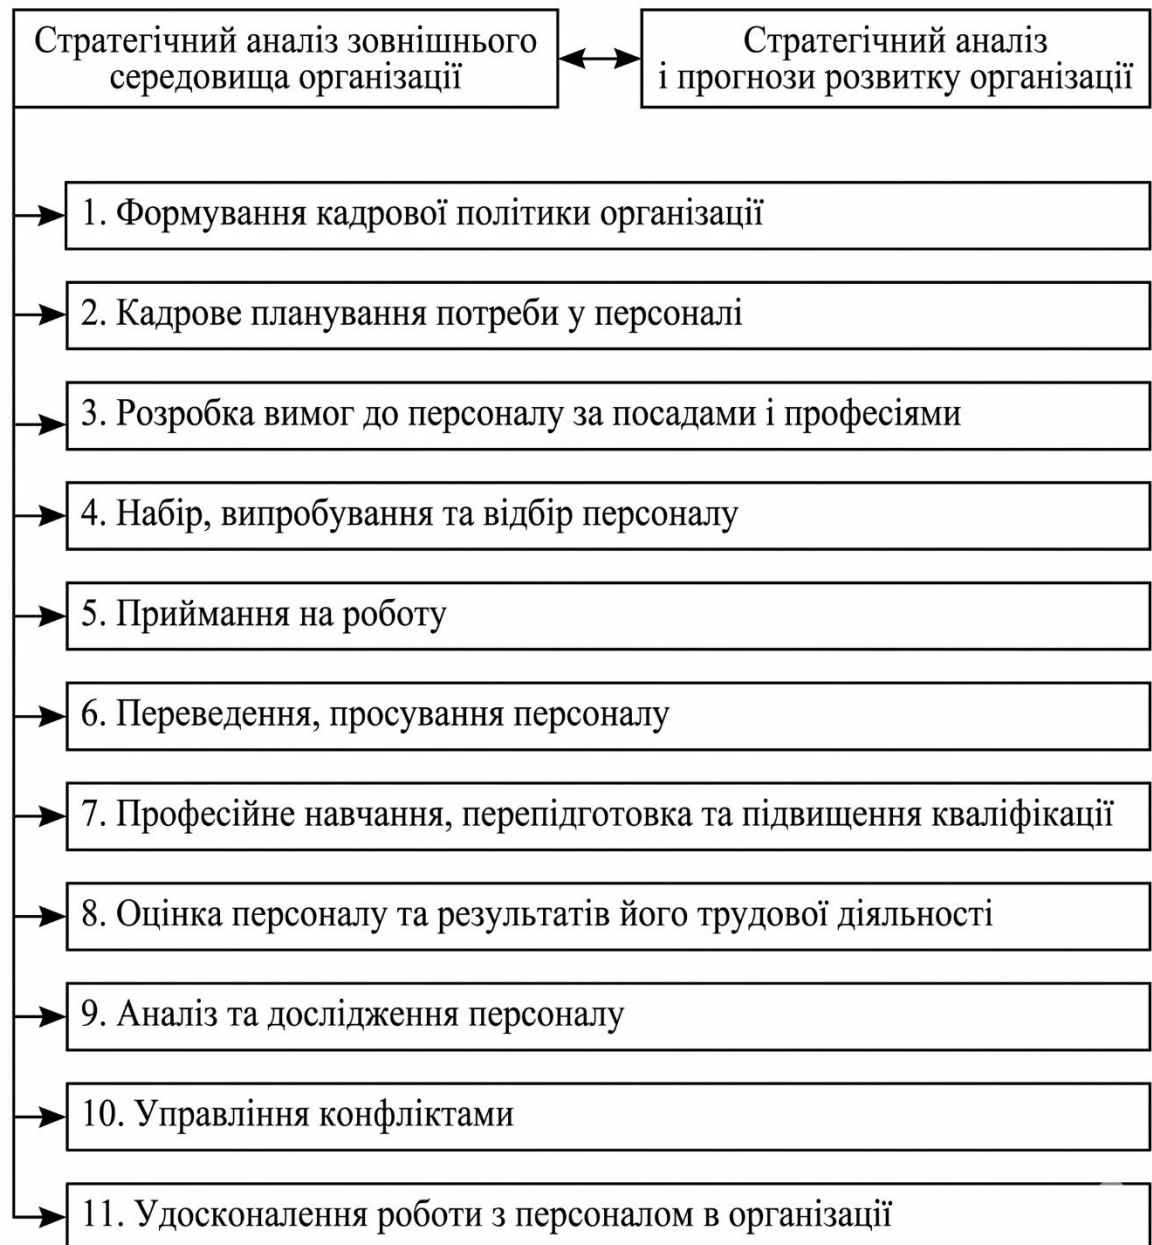 Стратегічний аналіз зовнішнього
середовища організації
Стратегічний аналіз
і прогнози розвитку організації
1. Формування кадрової політики організації
2. Кадрове планування потреби у персоналі
3. Розробка вимог до персоналу за посадами і професіями
4. Набір, випробування та відбір персоналу
5. Приймання на роботу
6. Переведення, просування персоналу
7. Професійне навчання, перепідготовка та підвищення кваліфікації
8. Оцінка персоналу та результатів його трудової діяльності
9. Аналіз та дослідження персоналу
10. Управління конфліктами
11. Удосконалення роботи з персоналом в організації